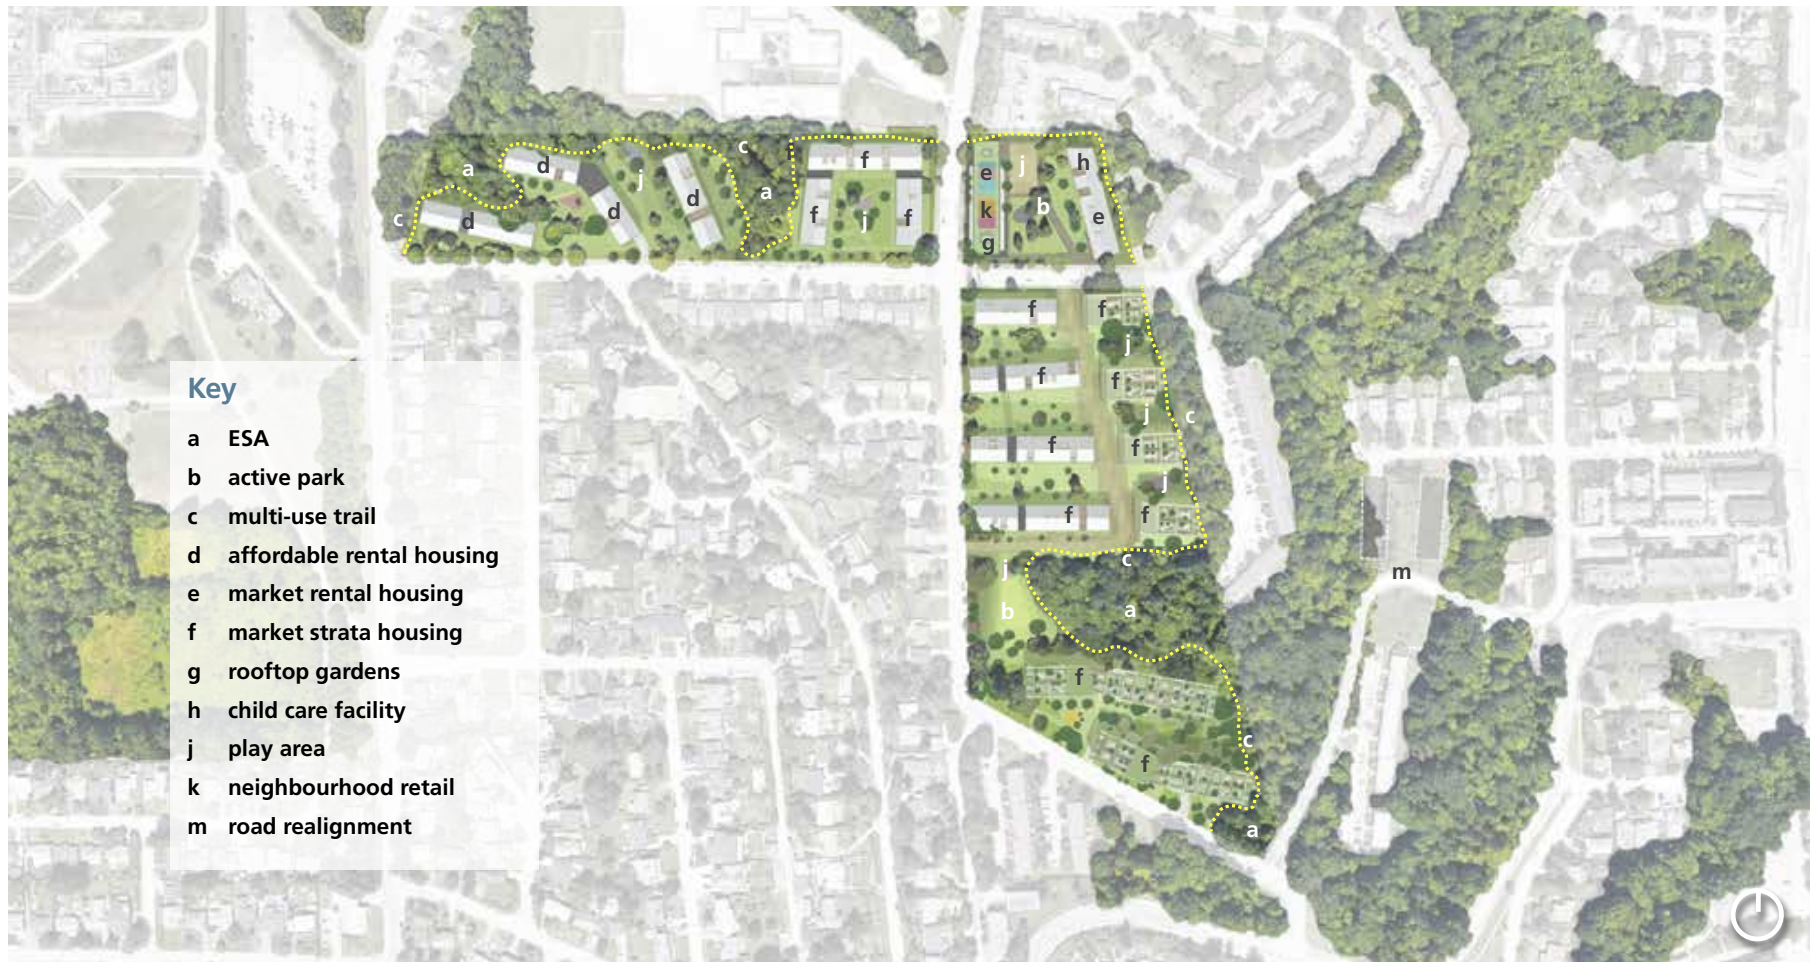 c
f
a
d
j
a
d
d
d
c
f
j
f
e
j
h
k
b
e
g
f
f
j
f
f
j
c
f
f
j
f
f
c
j
b
a
m
f
c
f
a
Key
a ESA
b active park
c multi-use trail
d affordable rental housing
e market rental housing
f market strata housing
g rooftop gardens
h child care facility
j play area
k neighbourhood retail
m road realignment